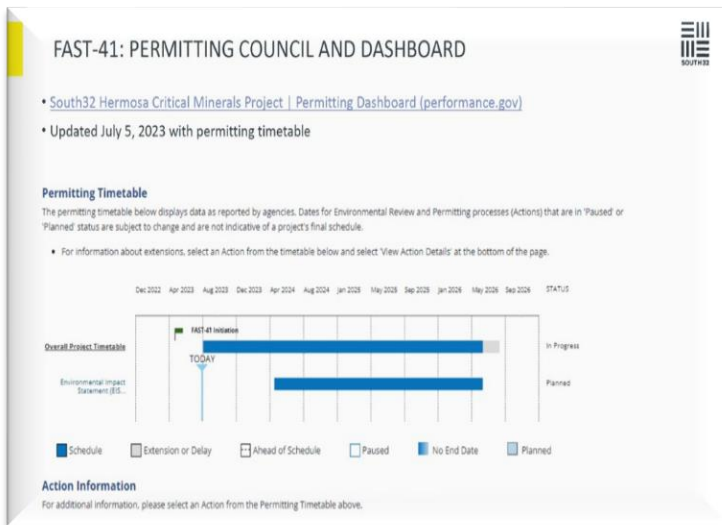 FAST-41: PERMITTING COUNCIL AND DASHBOARD
SOUTH32
• South32 Hermosa Critical Minerals Project | Permitting Dashboard (performance.gov)
• Updated July 5, 2023 with permitting timetable
Permitting Timetable
The permitting timetable below displays data as reported by agencies. Dates for Environmental Review and Permitting processes (Actions) that are in 'Paused' or
'Planned' status are subject to change and are not indicative of a project's final schedule.
• For information about extensions, select an Action from the timetable below and select 'View Action Details' at the bottom of the page.
Dec 2022 Apr 2023 Aug 2023 Dec 2023 Apr 2024 Aug 2024 Jan 2025 May 2025 Sep 2025 Jan 2026 May 2026 Sep 2026 STATUS
FAST-41 Initiation
Overall Project Timetable In Progress
TODAY
Environmental Impact Planned
Statement (EIS...
Schedule Extension or Delay Ahead of Schedule Paused No End Date Planned
Action Information
For additional information, please select an Action from the Permitting Timetable above.